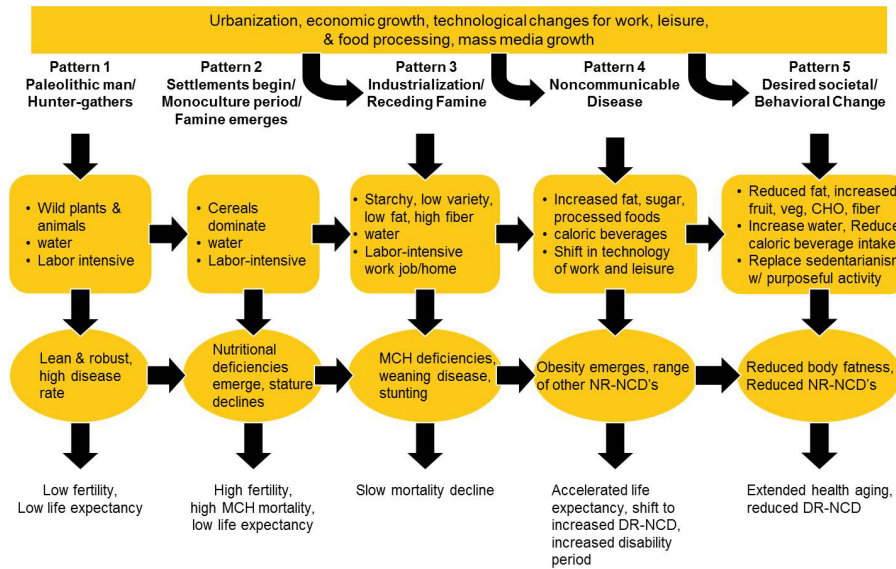 Urbanization, economic growth, technological changes for work, leisure,
& food processing, mass media growth
Pattern 1
Paleolithic man/
Hunter-gathers
Pattern 2
Settlements begin/
Monoculture period/
Famine emerges
Pattern 3
Industrialization/
Receding Famine
Pattern 4
Noncommunicable
Disease
Pattern 5
Desired societal/
Behavioral Change
• Wild plants &
animals
• water
• Labor intensive
• Cereals
dominate
• water
• Labor-intensive
• Starchy, low variety,
low fat, high fiber
• water
• Labor-intensive
work job/home
• Increased fat, sugar,
processed foods
• caloric beverages
• Shift in technology
of work and leisure
• Reduced fat, increased
fruit, veg, CHO, fiber
• Increase water, Reduce
caloric beverage intake
• Replace sedentarianism
w/ purposeful activity
Lean & robust,
high disease
rate
Nutritional
deficiencies
emerge, stature
declines
MCH deficiencies,
weaning disease,
stunting
Obesity emerges, range
of other NR-NCD's
Reduced body fatness,
Reduced NR-NCD's
Low fertility,
Low life expectancy
High fertility,
high MCH mortality,
low life expectancy
Slow mortality decline
Accelerated life
expectancy, shift to
increased DR-NCD,
increased disability
period
Extended health aging,
reduced DR-NCD